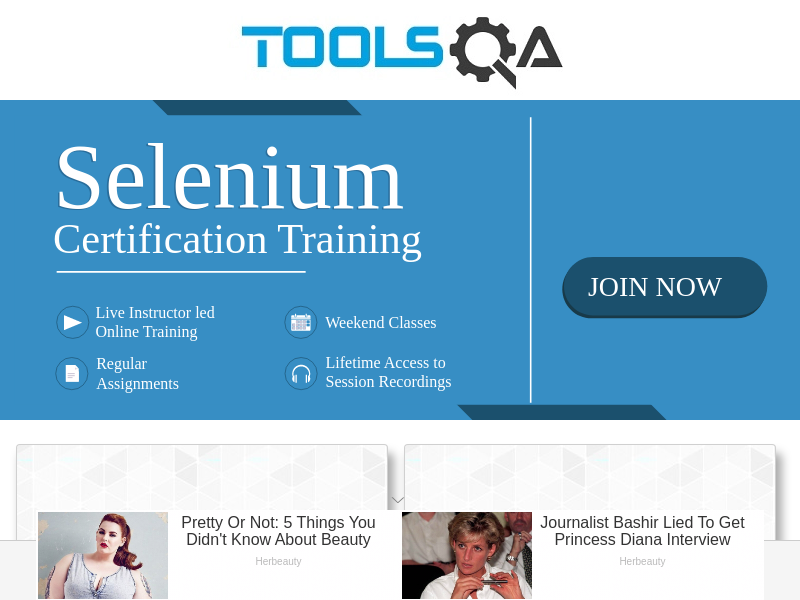 TOOLSQA
Selenium
Certification Training
JOIN NOW
Live Instructor led
Online Training
Weekend Classes
Regular
Assignments
Lifetime Access to
Session Recordings
Pretty Or Not: 5 Things You
Didn't Know About Beauty
Herbeauty
Journalist Bashir Lied To Get
Princess Diana Interview
Herbeauty